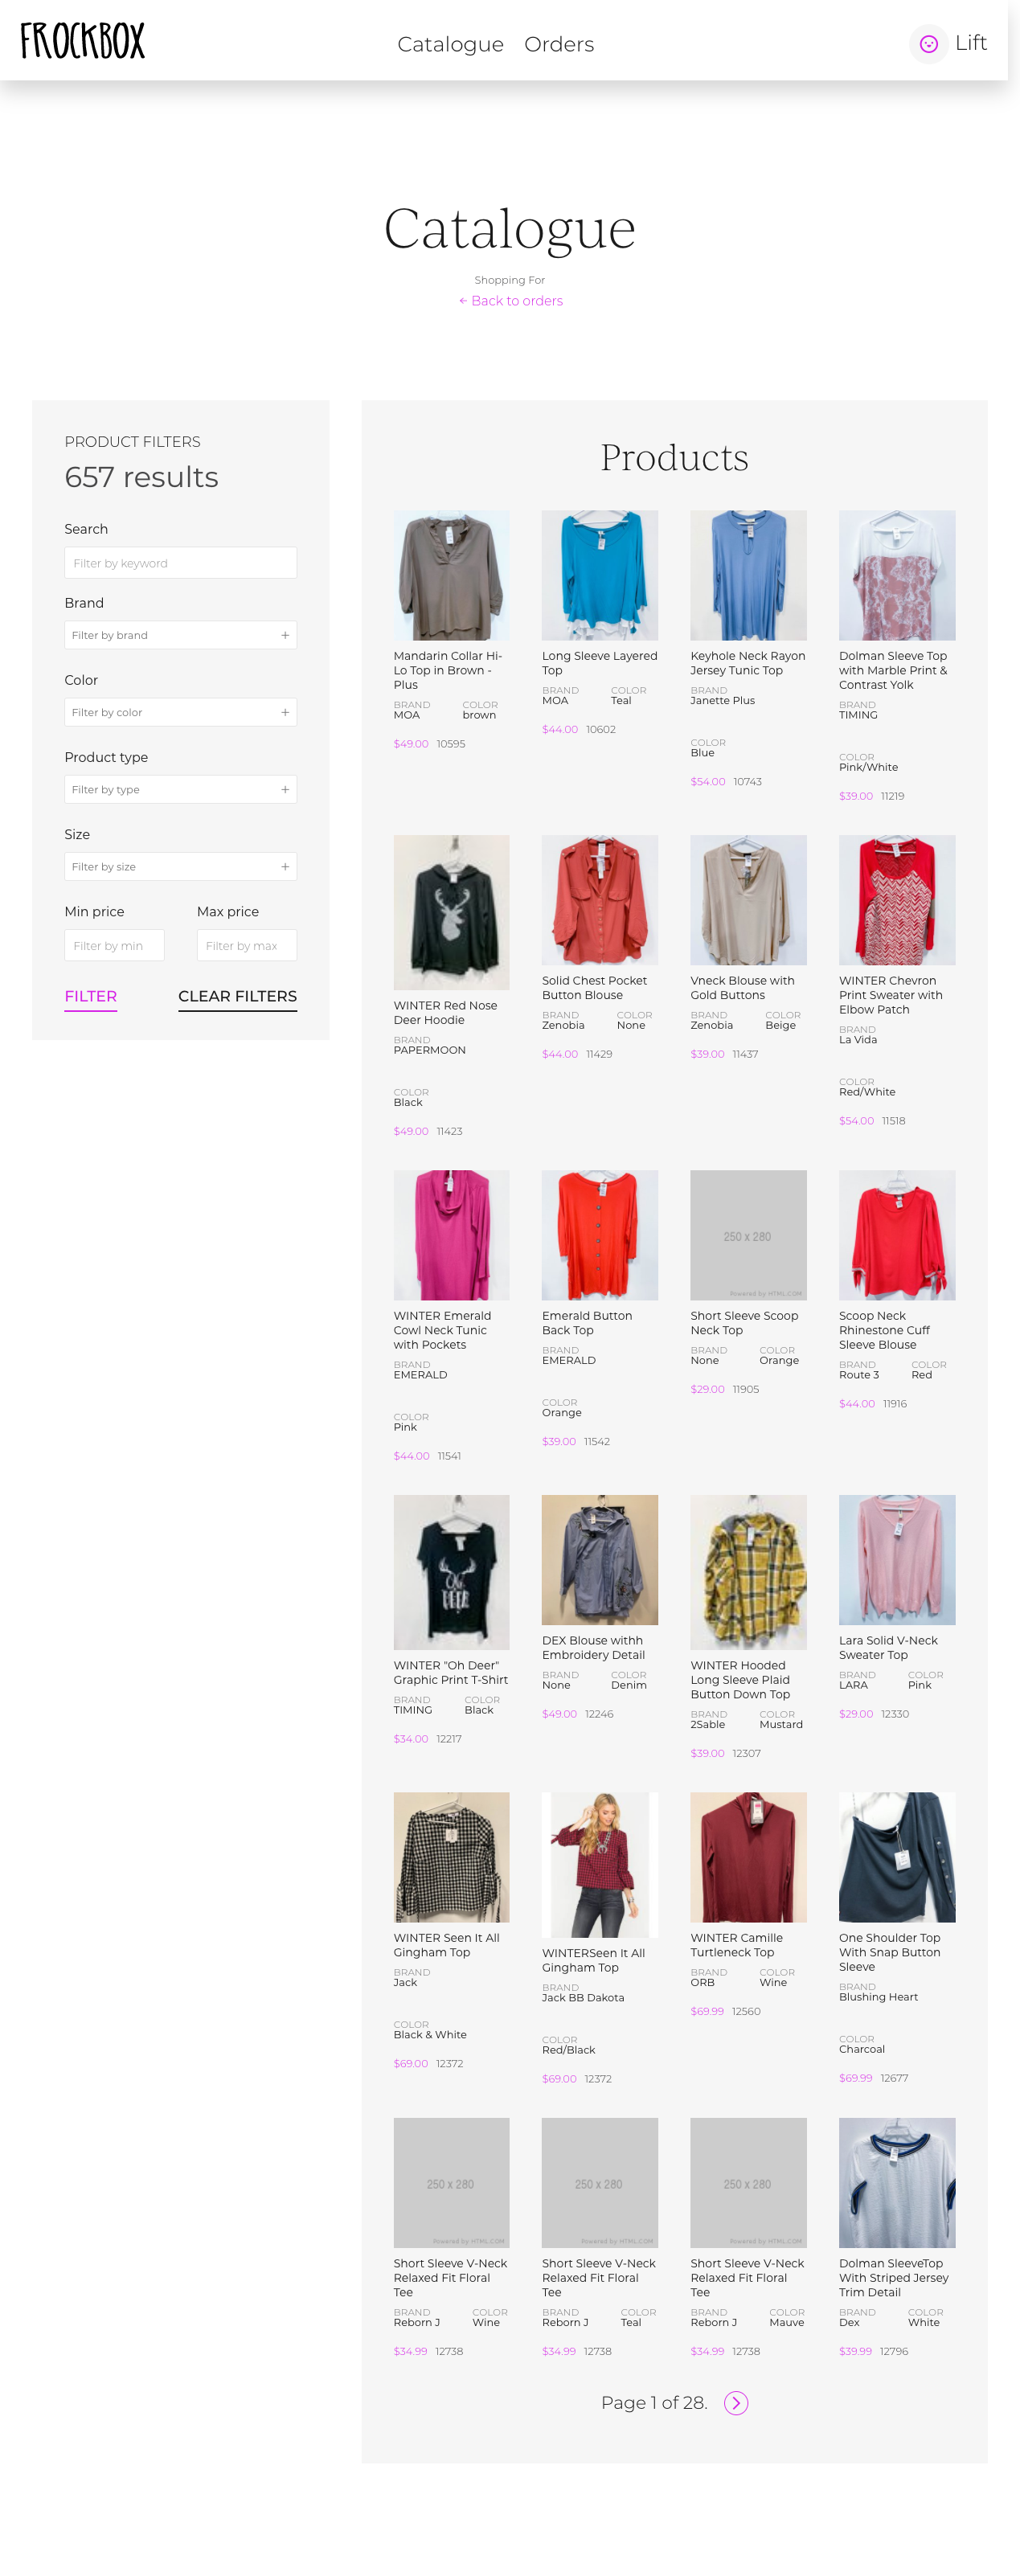 FROCKBOX
Catalogue Orders
Lift
Catalogue
Shopping For
← Back to orders
PRODUCT FILTERS
657 results
Search
Filter by keyword
Brand
Filter by brand +
Color
Filter by color +
Product type
Filter by type +
Size
Filter by size +
Min price Max price
Filter by min Filter by max
FILTER CLEAR FILTERS
Products
Mandarin Collar Hi-
Lo Top in Brown -
Plus
BRAND COLOR
MOA brown
$49.00 10595
Long Sleeve Layered
Top
BRAND COLOR
MOA Teal
$44.00 10602
Keyhole Neck Rayon
Jersey Tunic Top
BRAND
Janette Plus
COLOR
Blue
$54.00 10743
Dolman Sleeve Top
with Marble Print &
Contrast Yolk
BRAND
TIMING
COLOR
Pink/White
$39.00 11219
WINTER Red Nose
Deer Hoodie
BRAND
PAPERMOON
COLOR
Black
$49.00 11423
Solid Chest Pocket
Button Blouse
BRAND COLOR
Zenobia None
$44.00 11429
Vneck Blouse with
Gold Buttons
BRAND COLOR
Zenobia Beige
$39.00 11437
WINTER Chevron
Print Sweater with
Elbow Patch
BRAND
La Vida
COLOR
Red/White
$54.00 11518
WINTER Emerald
Cowl Neck Tunic
with Pockets
BRAND
EMERALD
COLOR
Pink
$44.00 11541
Emerald Button
Back Top
BRAND
EMERALD
COLOR
Orange
$39.00 11542
250 x 280
Powered by HTML.COM
Short Sleeve Scoop
Neck Top
BRAND COLOR
None Orange
$29.00 11905
Scoop Neck
Rhinestone Cuff
Sleeve Blouse
BRAND COLOR
Route 3 Red
$44.00 11916
OH
DEER
WINTER "Oh Deer"
Graphic Print T-Shirt
BRAND COLOR
TIMING Black
$34.00 12217
DEX Blouse withh
Embroidery Detail
BRAND COLOR
None Denim
$49.00 12246
WINTER Hooded
Long Sleeve Plaid
Button Down Top
BRAND COLOR
2Sable Mustard
$39.00 12307
Lara Solid V-Neck
Sweater Top
BRAND COLOR
LARA Pink
$29.00 12330
WINTER Seen It All
Gingham Top
BRAND
Jack
COLOR
Black & White
$69.00 12372
WINTERSeen It All
Gingham Top
BRAND
Jack BB Dakota
COLOR
Red/Black
$69.00 12372
WINTER Camille
Turtleneck Top
BRAND COLOR
ORB Wine
$69.99 12560
One Shoulder Top
With Snap Button
Sleeve
BRAND
Blushing Heart
COLOR
Charcoal
$69.99 12677
250 x 280
Powered by HTML.COM
Short Sleeve V-Neck
Relaxed Fit Floral
Tee
BRAND COLOR
Reborn J Wine
$34.99 12738
250 x 280
Powered by HTML.COM
Short Sleeve V-Neck
Relaxed Fit Floral
Tee
BRAND COLOR
Reborn J Teal
$34.99 12738
250 x 280
Powered by HTML.COM
Short Sleeve V-Neck
Relaxed Fit Floral
Tee
BRAND COLOR
Reborn J Mauve
$34.99 12738
Dolman SleeveTop
With Striped Jersey
Trim Detail
BRAND COLOR
Dex White
$39.99 12796
Page 1 of 28.